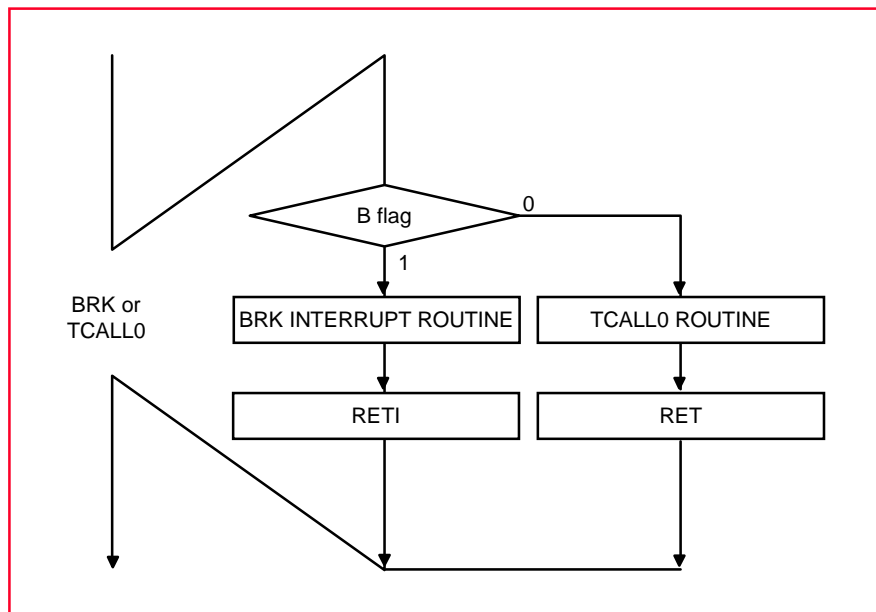 B flag
0
1
BRK or
TCALL0
BRK INTERRUPT ROUTINE
TCALL0 ROUTINE
RETI
RET